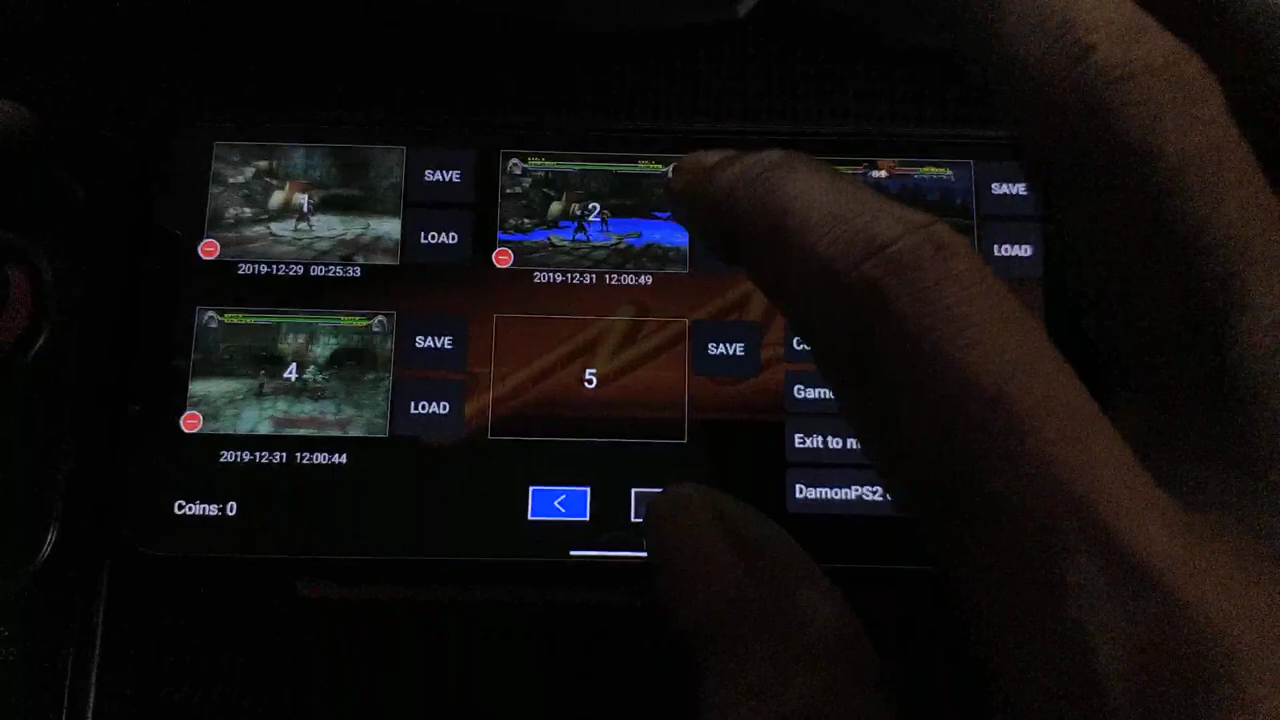 1
SAVE
LOAD
2019-12-29 00:25:33
2
2019-12-31 12:00:49
SAVE
LOAD
4
SAVE
LOAD
2019-12-31 12:00:44
5
SAVE
Exit to
DamonPS2
Coins: 0
<